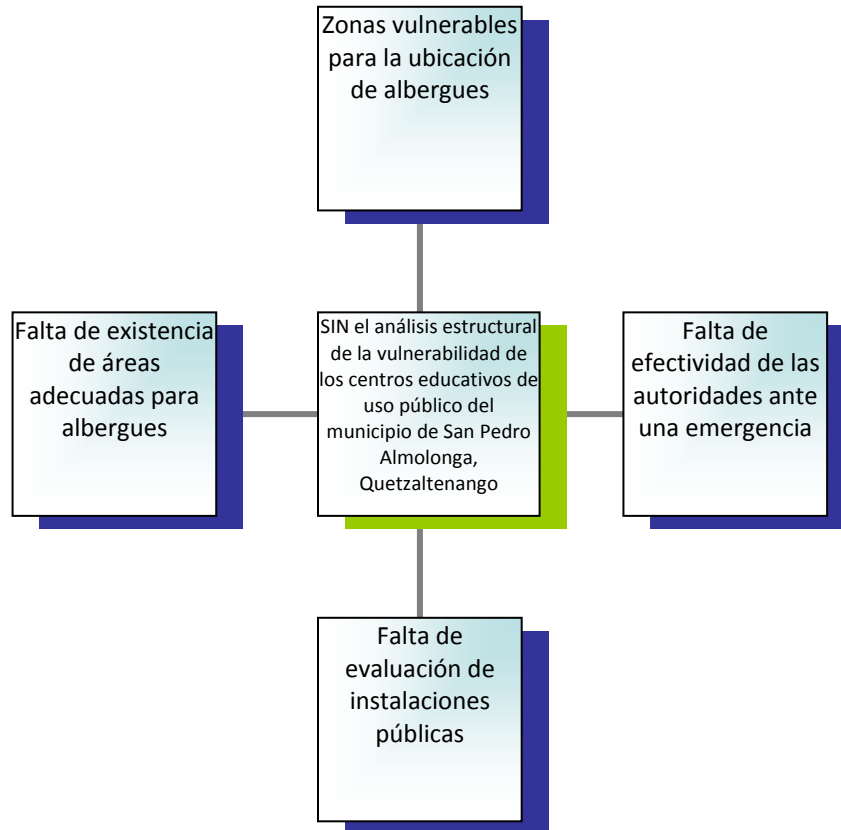 Zonas vulnerables
para la ubicación
de albergues
Falta de existencia
de áreas
adecuadas para
albergues
SIN el análisis estructural
de la vulnerabilidad de
los centros educativos de
uso público del
municipio de San Pedro
Almolonga,
Quetzaltenango
Falta de
efectividad de las
autoridades ante
una emergencia
Falta de
evaluación de
instalaciones
públicas